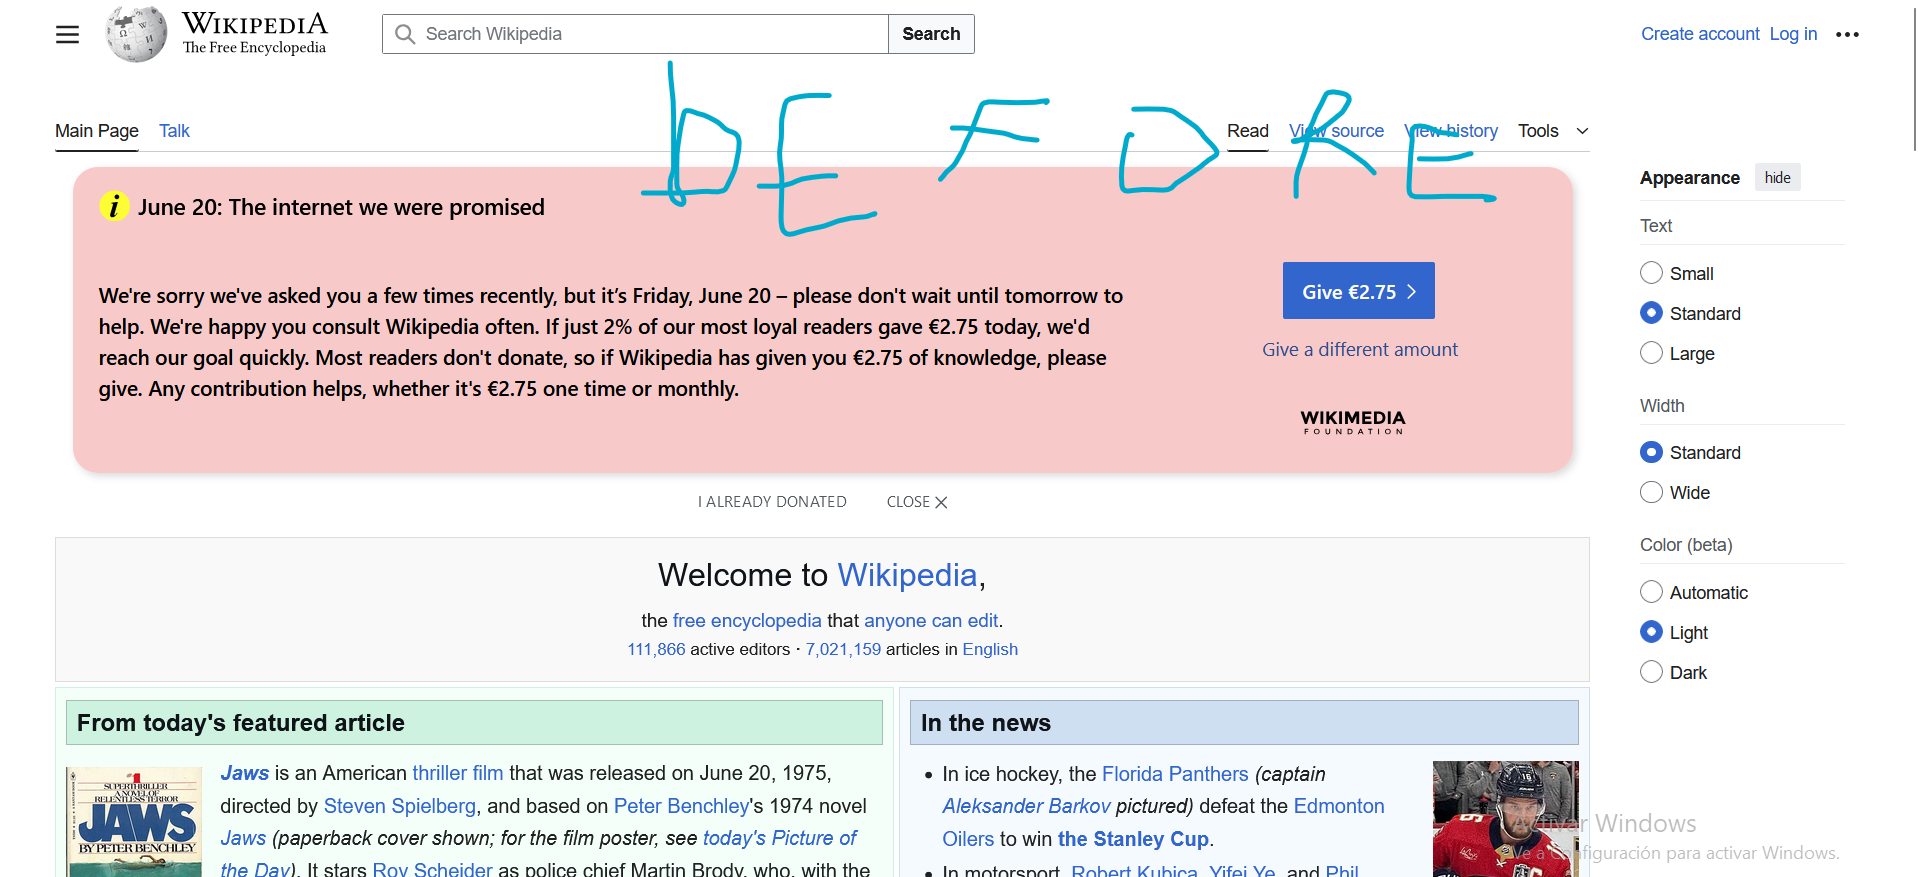 WIKIPEDIA
The Free Encyclopedia
Search Wikipedia
Search
Create account Log in
bEFORE
Main Page Talk
Read View source View history Tools
June 20: The internet we were promised
We're sorry we've asked you a few times recently, but it’s Friday, June 20 – please don't wait until tomorrow to
help. We're happy you consult Wikipedia often. If just 2% of our most loyal readers gave €2.75 today, we'd
reach our goal quickly. Most readers don't donate, so if Wikipedia has given you €2.75 of knowledge, please
give. Any contribution helps, whether it's €2.75 one time or monthly.
Give €2.75
Give a different amount
WIKIMEDIA
FOUNDATION
I ALREADY DONATED CLOSE
Appearance hide
Text
Small
Standard
Large
Width
Standard
Wide
Color (beta)
Automatic
Light
Dark
Welcome to Wikipedia,
the free encyclopedia that anyone can edit.
111,866 active editors · 7,021,159 articles in English
From today's featured article
#1
SUPERTHRILLER
A NOVEL OF
RELENTLESS TERROR
JAWS
BY PETER BENCHLEY
Jaws is an American thriller film that was released on June 20, 1975,
directed by Steven Spielberg, and based on Peter Benchley's 1974 novel
Jaws (paperback cover shown; for the film poster, see today's Picture of
the Day). It stars Roy Scheider as police chief Martin Brody, who, with the
In the news
In ice hockey, the Florida Panthers (captain
Aleksander Barkov pictured) defeat the Edmonton
Oilers to win the Stanley Cup.
In motorsport, Robert Kubica, Yifei Ye, and Phil
16
Activar Windows
Ve a Configuración para activar Windows.